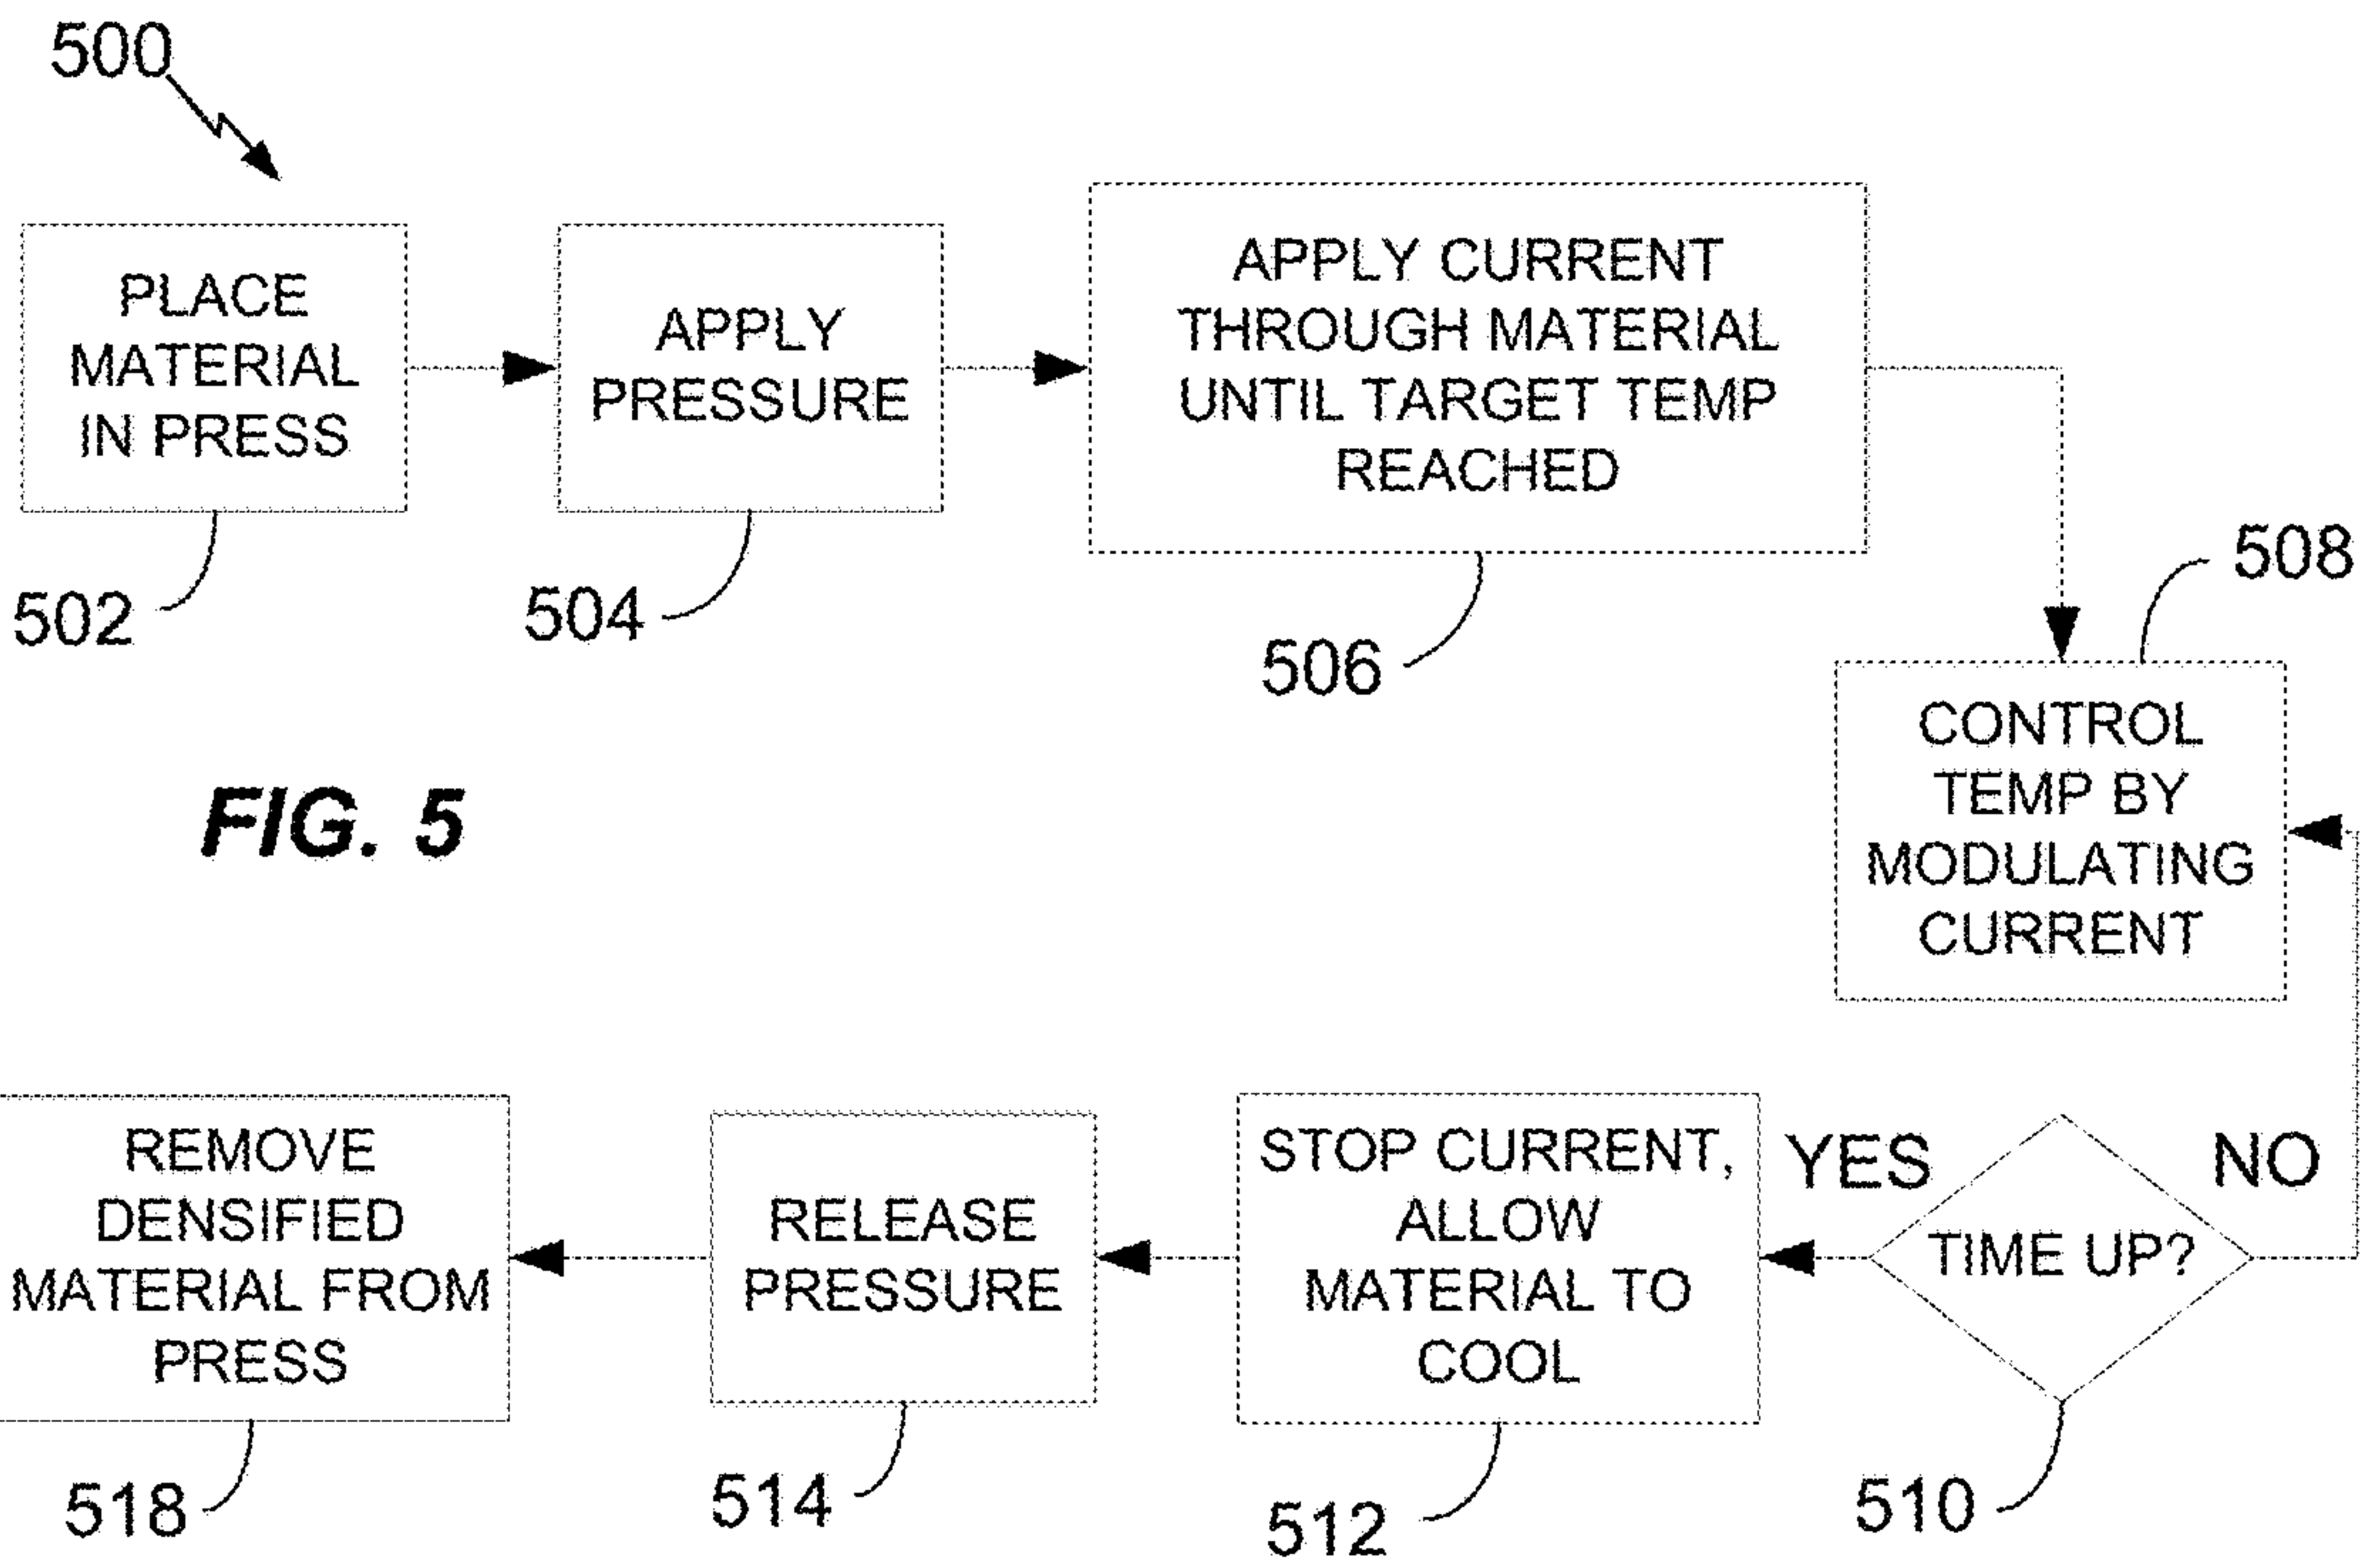 500
PLACE
MATERIAL
IN PRESS
502
APPLY
PRESSURE
504
APPLY CURRENT
THROUGH MATERIAL
UNTIL TARGET TEMP
REACHED
506
508
CONTROL
TEMP BY
MODULATING
CURRENT
FIG. 5
TIME UP?
YES
NO
510
STOP CURRENT,
ALLOW
MATERIAL TO
COOL
512
RELEASE
PRESSURE
514
REMOVE
DENSIFIED
MATERIAL FROM
PRESS
518